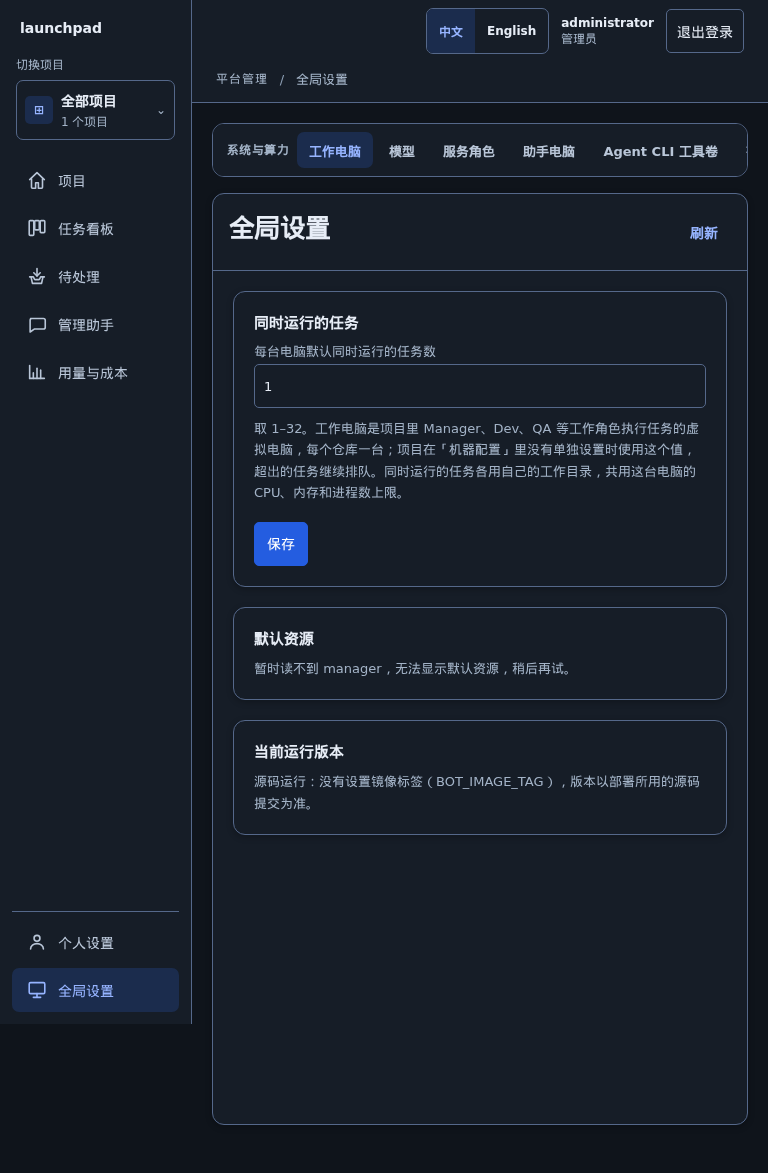 launchpad
切换项目
全部项目
1 个项目
项目
任务看板
待处理
管理助手
用量与成本
个人设置
全局设置
中文
English
administrator
管理员
退出登录
平台管理 / 全局设置
系统与算力 工作电脑 模型 服务角色 助手电脑 Agent CLI 工具卷
全局设置
刷新
同时运行的任务
每台电脑默认同时运行的任务数
1
取 1–32。工作电脑是项目里 Manager、Dev、QA 等工作角色执行任务的虚
拟电脑，每个仓库一台；项目在「机器配置」里没有单独设置时使用这个值，
超出的任务继续排队。同时运行的任务各用自己的工作目录，共用这台电脑的
CPU、内存和进程数上限。
保存
默认资源
暂时读不到 manager，无法显示默认资源，稍后再试。
当前运行版本
源码运行：没有设置镜像标签（BOT_IMAGE_TAG），版本以部署所用的源码
提交为准。